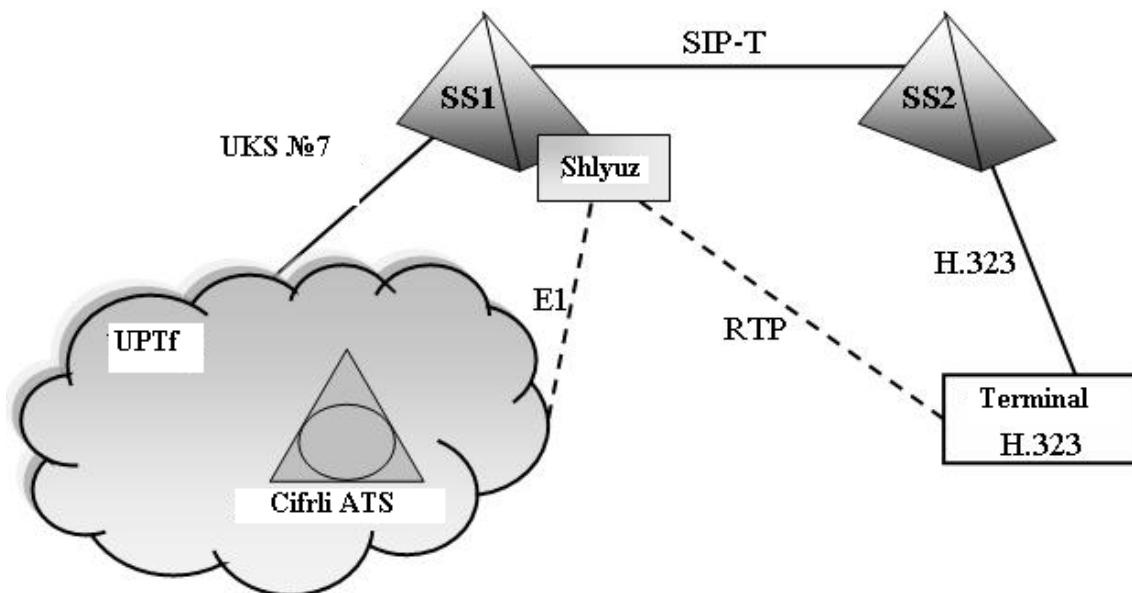 SIP-T
SS1
SS2
UKS №7
Shlyuz
H.323
E1
RTP
UPTf
Terminal
H.323
Cifrli ATS